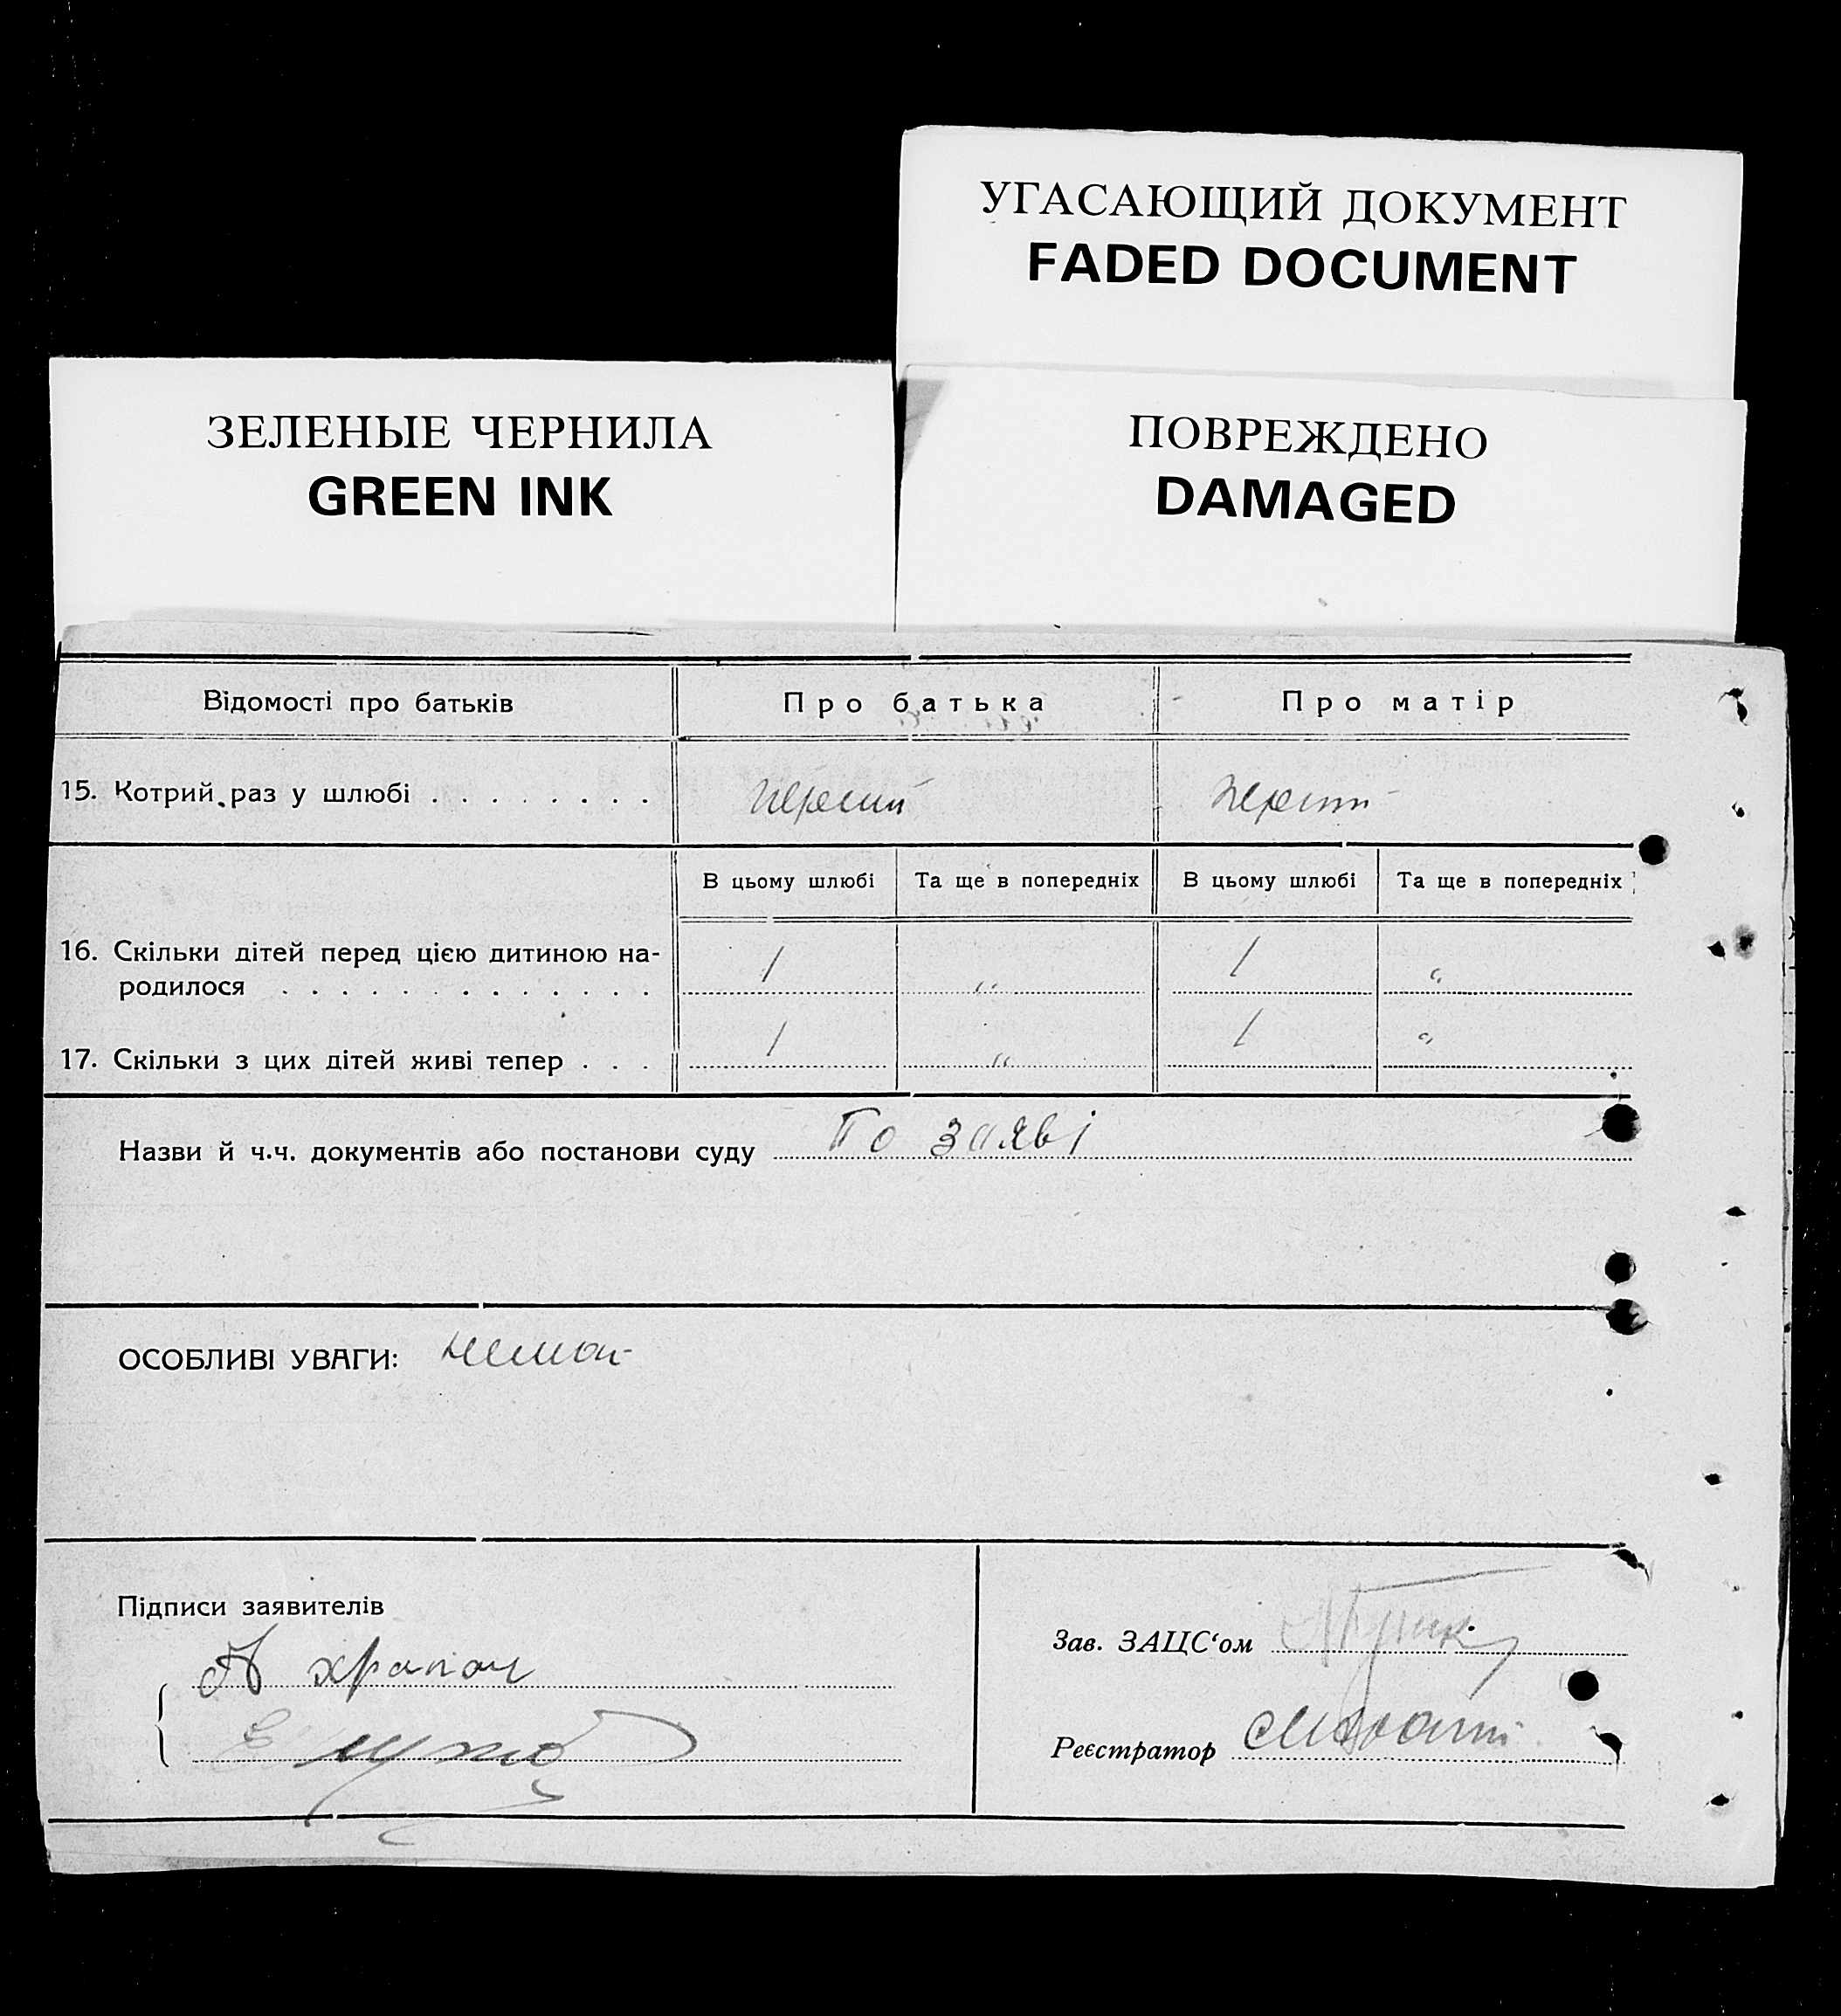 УГАСАЮЩИЙ ДОКУМЕНТ
FADED DOCUMENT
ЗЕЛЕНЫЕ ЧЕРНИЛА
GREEN INK
ПОВРЕЖДЕНО
DAMAGED
Відомості про батьків Про батька Про матір
15. Котрий раз у шлюбі . . . . . . . . перший
В цьому шлюбі Та ще в попередніх В цьому шлюбі Та ще в попередніх
16. Скільки дітей перед цією дитиною на-
родилося . . . . . . . . . . . . . 1 „ 1 „
17. Скільки з цих дітей живі тепер . . . 1 „ 1 „
Назви й ч.ч. документів або постанови суду По заяві
ОСОБЛИВІ УВАГИ: немає
Підписи заявителів
А храпач
Зав. ЗАЦС‘ом
Реєстратор